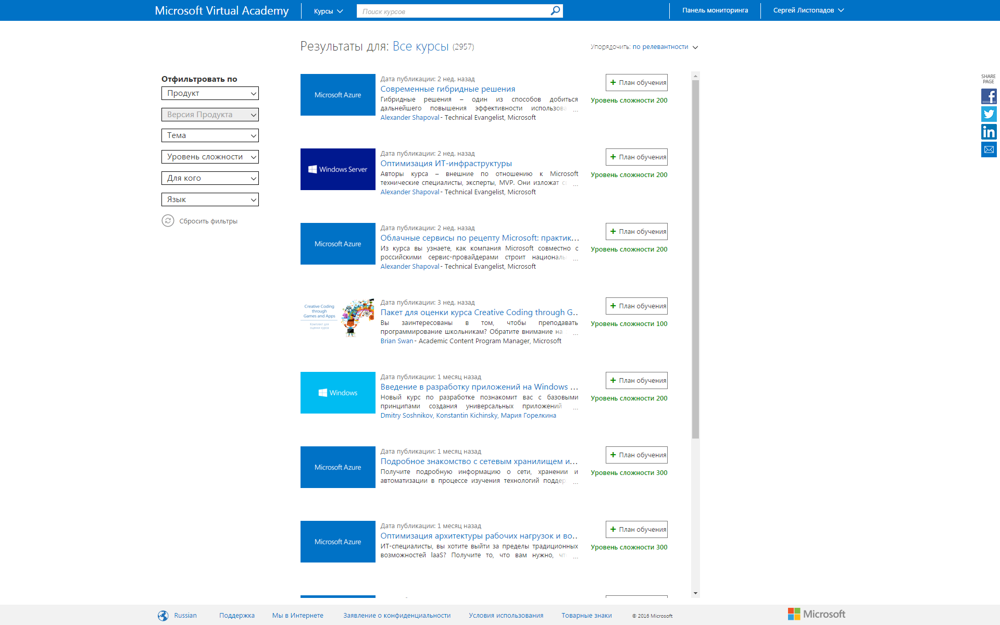 Microsoft Virtual Academy
Курсы
Поиск курсов
Панель мониторинга
Сергей Листопадов
Результаты для: Все курсы (2957)
Упорядочить: по релевантности
Отфильтровать по
Продукт
Версия Продукта
Тема
Уровень сложности
Для кого
Язык
Сбросить фильтры
Microsoft Azure
Дата публикации: 2 нед. назад
Современные гибридные решения
Гибридные решения – один из способов добиться
дальнейшего повышения эффективности использова...
Alexander Shapoval - Technical Evangelist, Microsoft
+ План обучения
Уровень сложности 200
Windows Server
Дата публикации: 2 нед. назад
Оптимизация ИТ-инфраструктуры
Авторы курса – внешние по отношению к Microsoft
технические специалисты, эксперты, MVP. Они изложат ...
Alexander Shapoval - Technical Evangelist, Microsoft
+ План обучения
Уровень сложности 200
Microsoft Azure
Дата публикации: 2 нед. назад
Облачные сервисы по рецепту Microsoft: практик...
Из курса вы узнаете, как компания Microsoft совместно с
российскими сервис-провайдерами строит националь...
Alexander Shapoval - Technical Evangelist, Microsoft
+ План обучения
Уровень сложности 200
Creative Coding
through
Games and Apps
Комплект для
оценки курса
Дата публикации: 3 нед. назад
Пакет для оценки курса Creative Coding through G...
Вы заинтересованы в том, чтобы преподавать
программирование школьникам? Обратите внимание на ...
Brian Swan - Academic Content Program Manager, Microsoft
+ План обучения
Уровень сложности 100
Windows
Дата публикации: 1 месяц назад
Введение в разработку приложений на Windows ...
Новый курс по разработке познакомит вас с базовыми
принципами создания универсальных приложений ...
Dmitry Soshnikov, Konstantin Kichinsky, Мария Горелкина
+ План обучения
Уровень сложности 200
Microsoft Azure
Дата публикации: 1 месяц назад
Подробное знакомство с сетевым хранилищем и...
Получите подробную информацию о сети, хранении и
автоматизации в процессе изучения технологий поддер...
+ План обучения
Уровень сложности 300
Microsoft Azure
Дата публикации: 1 месяц назад
Оптимизация архитектуры рабочих нагрузок и во...
ИТ-специалисты, вы хотите выйти за пределы традиционных
возможностей IaaS? Получите то, что вам нужно, чт...
+ План обучения
Уровень сложности 300
SHARE
PAGE
Russian
Поддержка
Мы в Интернете
Заявление о конфиденциальности
Условия использования
Товарные знаки
© 2016 Microsoft
Microsoft